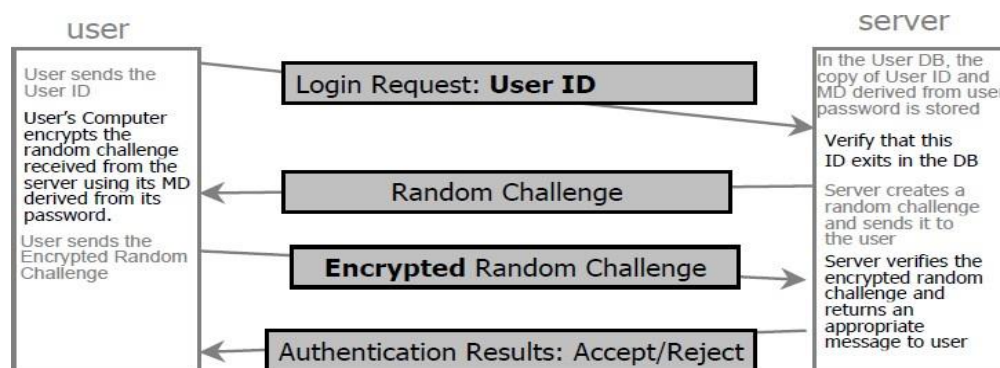 user
User sends the
User ID
User's Computer
encrypts the
random challenge
received from the
server using its MD
derived from its
password.
User sends the
Encrypted Random
Challenge
Login Request: User ID
Random Challenge
Encrypted Random Challenge
Authentication Results: Accept/Reject
server
In the User DB, the
copy of User ID and
MD derived from user
password is stored
Verify that this
ID exits in the DB
Server creates a
random challenge
and sends it to
the user
Server verifies the
encrypted random
challenge and
returns an
appropriate
message to user